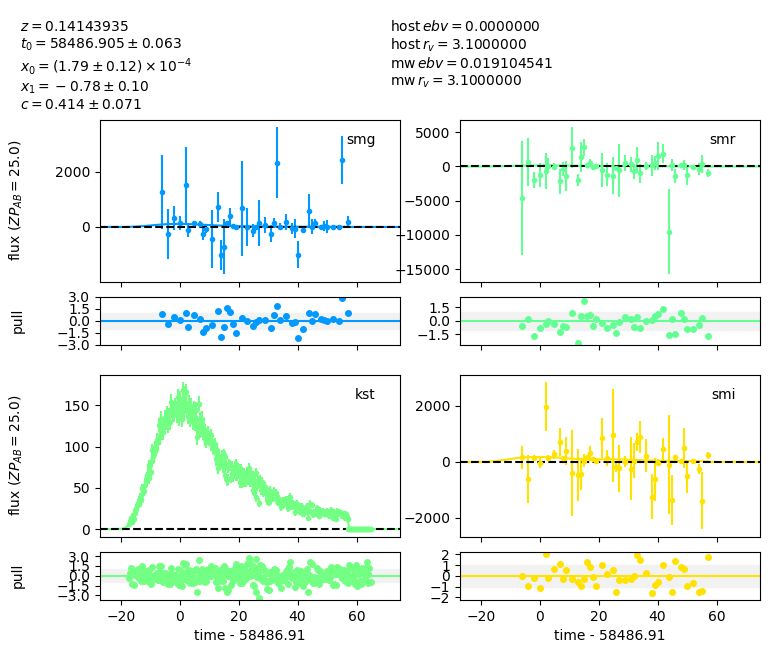 z = 0.14143935
t0 = 58486.905 ± 0.063
x0 = (1.79 ± 0.12) × 10^−4
x1 = −0.78 ± 0.10
c = 0.414 ± 0.071
host ebv = 0.0000000
host rv = 3.1000000
mw ebv = 0.019104541
mw rv = 3.1000000
flux (ZPAB = 25.0)
2000
0
smg
5000
0
−5000
−10000
−15000
smr
pull
3.0
1.5
0.0
−1.5
−3.0
1.5
0.0
−1.5
flux (ZPAB = 25.0)
150
100
50
0
kst
2000
0
−2000
smi
pull
3.0
1.5
0.0
−1.5
−3.0
2
1
0
−1
−2
−20 0 20 40 60
−20 0 20 40 60
time - 58486.91
time - 58486.91